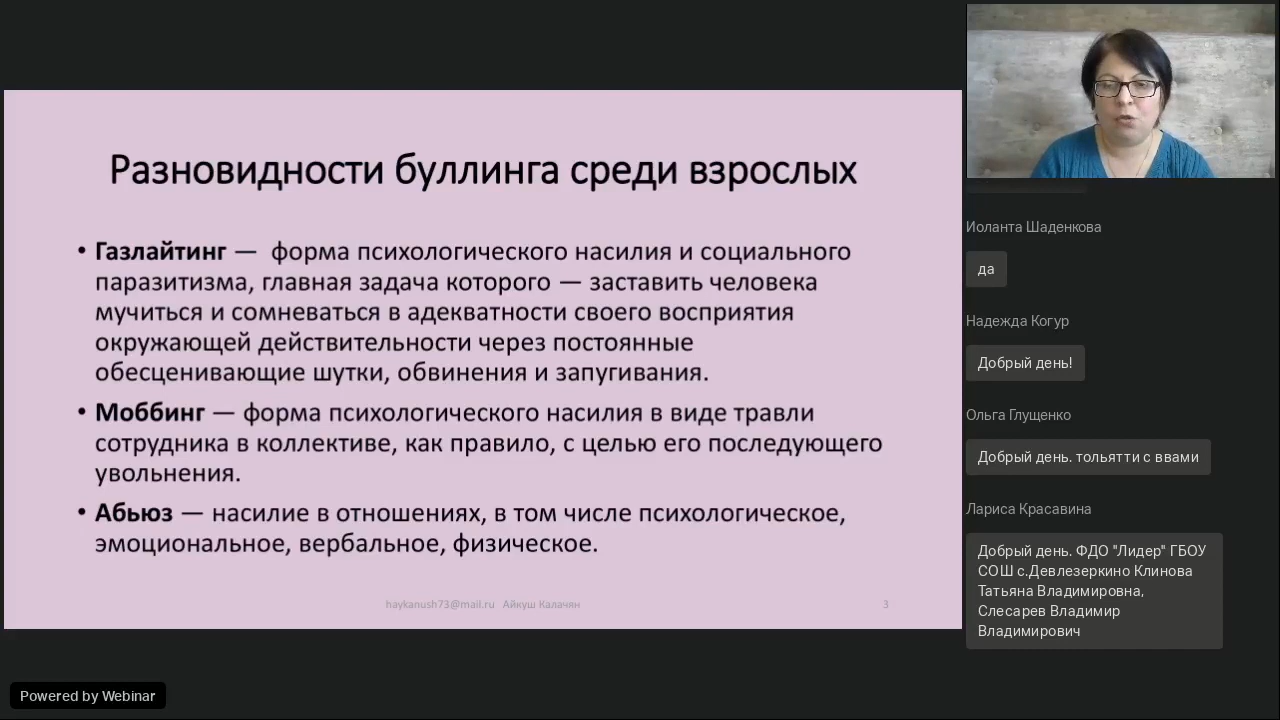 Разновидности буллинга среди взрослых
• Газлайтинг — форма психологического насилия и социального
паразитизма, главная задача которого — заставить человека
мучиться и сомневаться в адекватности своего восприятия
окружающей действительности через постоянные
обесценивающие шутки, обвинения и запугивания.
• Моббинг — форма психологического насилия в виде травли
сотрудника в коллективе, как правило, с целью его последующего
увольнения.
• Абьюз — насилие в отношениях, в том числе психологическое,
эмоциональное, вербальное, физическое.
haykanush73@mail.ru Айкуш Калачян
3
Иоланта Шаденкова
да
Надежда Когур
Добрый день!
Ольга Глущенко
Добрый день. тольятти с ввами
Лариса Красавина
Добрый день. ФДО "Лидер" ГБОУ
СОШ с.Девлезеркино Клинова
Татьяна Владимировна,
Слесарев Владимир
Владимирович
Powered by Webinar